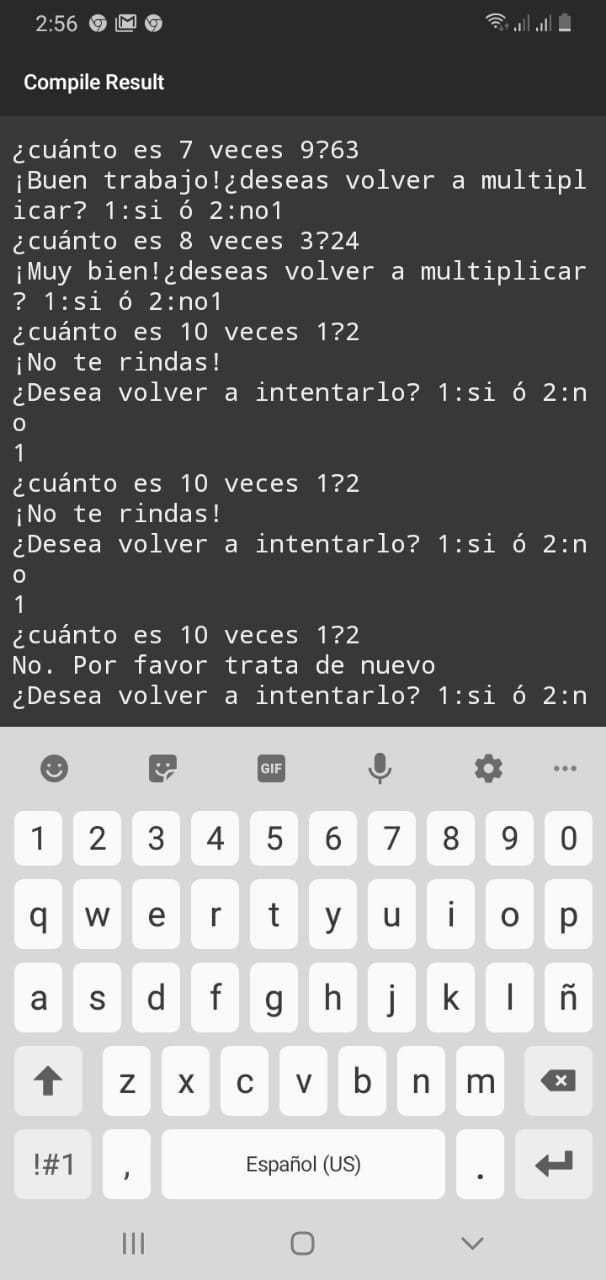 2:56
Compile Result
¿cuánto es 7 veces 9?63
¡Buen trabajo!¿deseas volver a multipl
icar? 1:si ó 2:no1
¿cuánto es 8 veces 3?24
¡Muy bien!¿deseas volver a multiplicar
? 1:si ó 2:no1
¿cuánto es 10 veces 1?2
¡No te rindas!
¿Desea volver a intentarlo? 1:si ó 2:n
o
1
¿cuánto es 10 veces 1?2
¡No te rindas!
¿Desea volver a intentarlo? 1:si ó 2:n
o
1
¿cuánto es 10 veces 1?2
No. Por favor trata de nuevo
¿Desea volver a intentarlo? 1:si ó 2:n
GIF
1 2 3 4 5 6 7 8 9 0
q w e r t y u i o p
a s d f g h j k l ñ
z x c v b n m
!#1 , Español (US) .